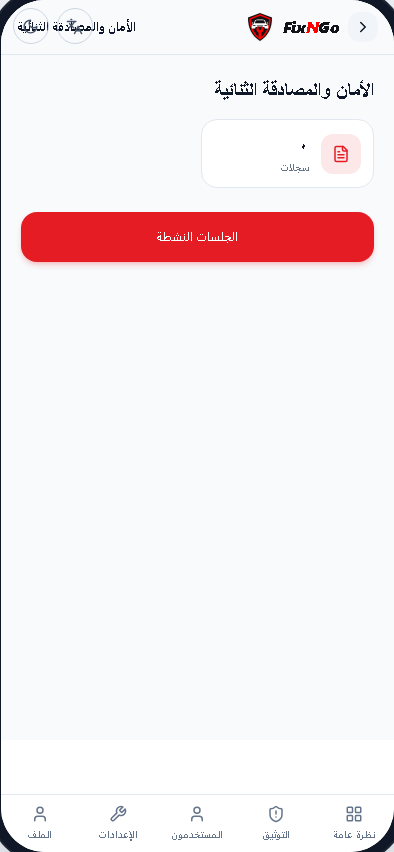 FixNGo
الأمان والمصادقة الثنائية
الأمان والمصادقة الثنائية
٠
سجلات
الجلسات النشطة
نظرة عامة
التوثيق
المستخدمون
الإعدادات
الملف